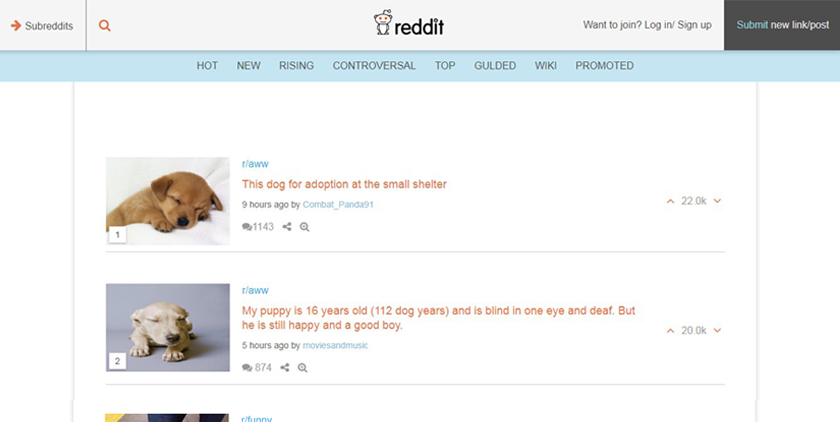 Subreddits
reddit
Want to join? Log in/ Sign up
Submit new link/post
HOT NEW RISING CONTROVERSAL TOP GULDED WIKI PROMOTED
r/aww
This dog for adoption at the small shelter
9 hours ago by Combat_Panda91
22.0k
1143
1
r/aww
My puppy is 16 years old (112 dog years) and is blind in one eye and deaf. But
he is still happy and a good boy.
20.0k
5 hours ago by moviesandmusic
874
2
r/funny